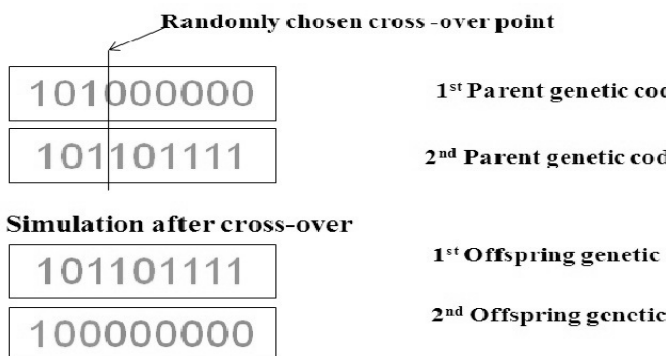 Randomly chosen cross-over point
101000000
1st Parent genetic cod
101101111
2nd Parent genetic cod
Simulation after cross-over
101101111
1st Offspring genetic
100000000
2nd Offspring genetic